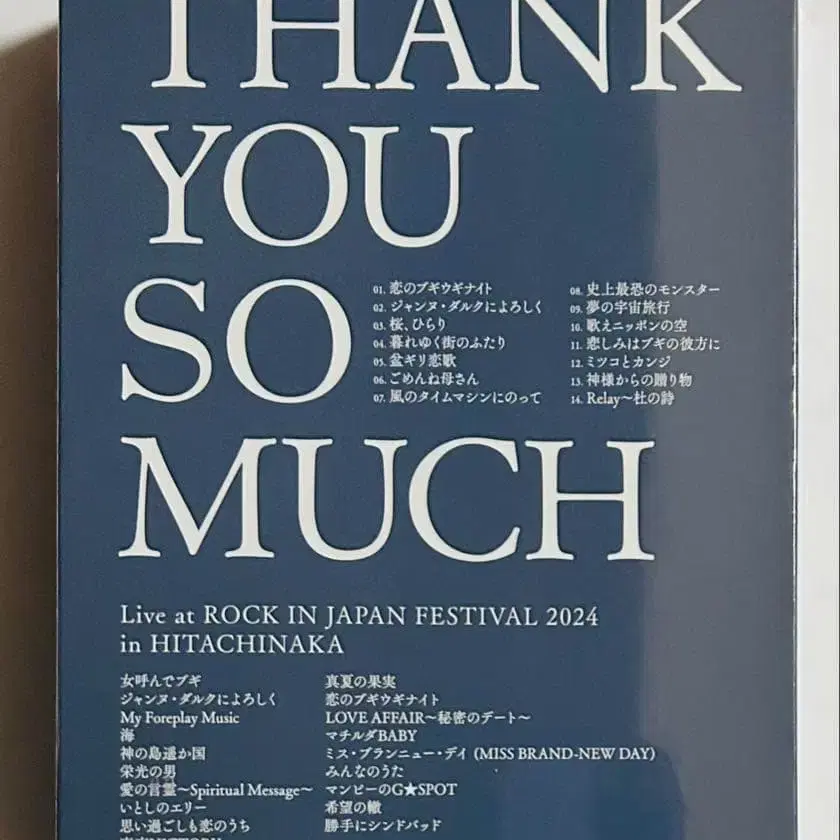 THANK
YOU
SO
MUCH
01. 恋のブギウギナイト
02. ジャンヌ・ダルクによろしく
03. 桜、ひらり
04. 暮れゆく街のふたり
05. 盆ギリ恋歌
06. ごめんね母さん
07. 風のタイムマシンにのって
08. 史上最恐のモンスター
09. 夢の宇宙旅行
10. 歌えニッポンの空
11. 悲しみはブギの彼方に
12. ミツコとカンジ
13. 神様からの贈り物
14. Relay〜杜の詩
Live at ROCK IN JAPAN FESTIVAL 2024
in HITACHINAKA
女呼んでブギ
ジャンヌ・ダルクによろしく
My Foreplay Music
海
神の島遥か国
栄光の男
愛の言霊〜Spiritual Message〜
いとしのエリー
思い過ごしも恋のうち
真夏の果実
恋のブギウギナイト
LOVE AFFAIR〜秘密のデート〜
マチルダBABY
ミス・ブランニュー・デイ (MISS BRAND-NEW DAY)
みんなのうた
マンピーのG★SPOT
希望の轍
勝手にシンドバッド